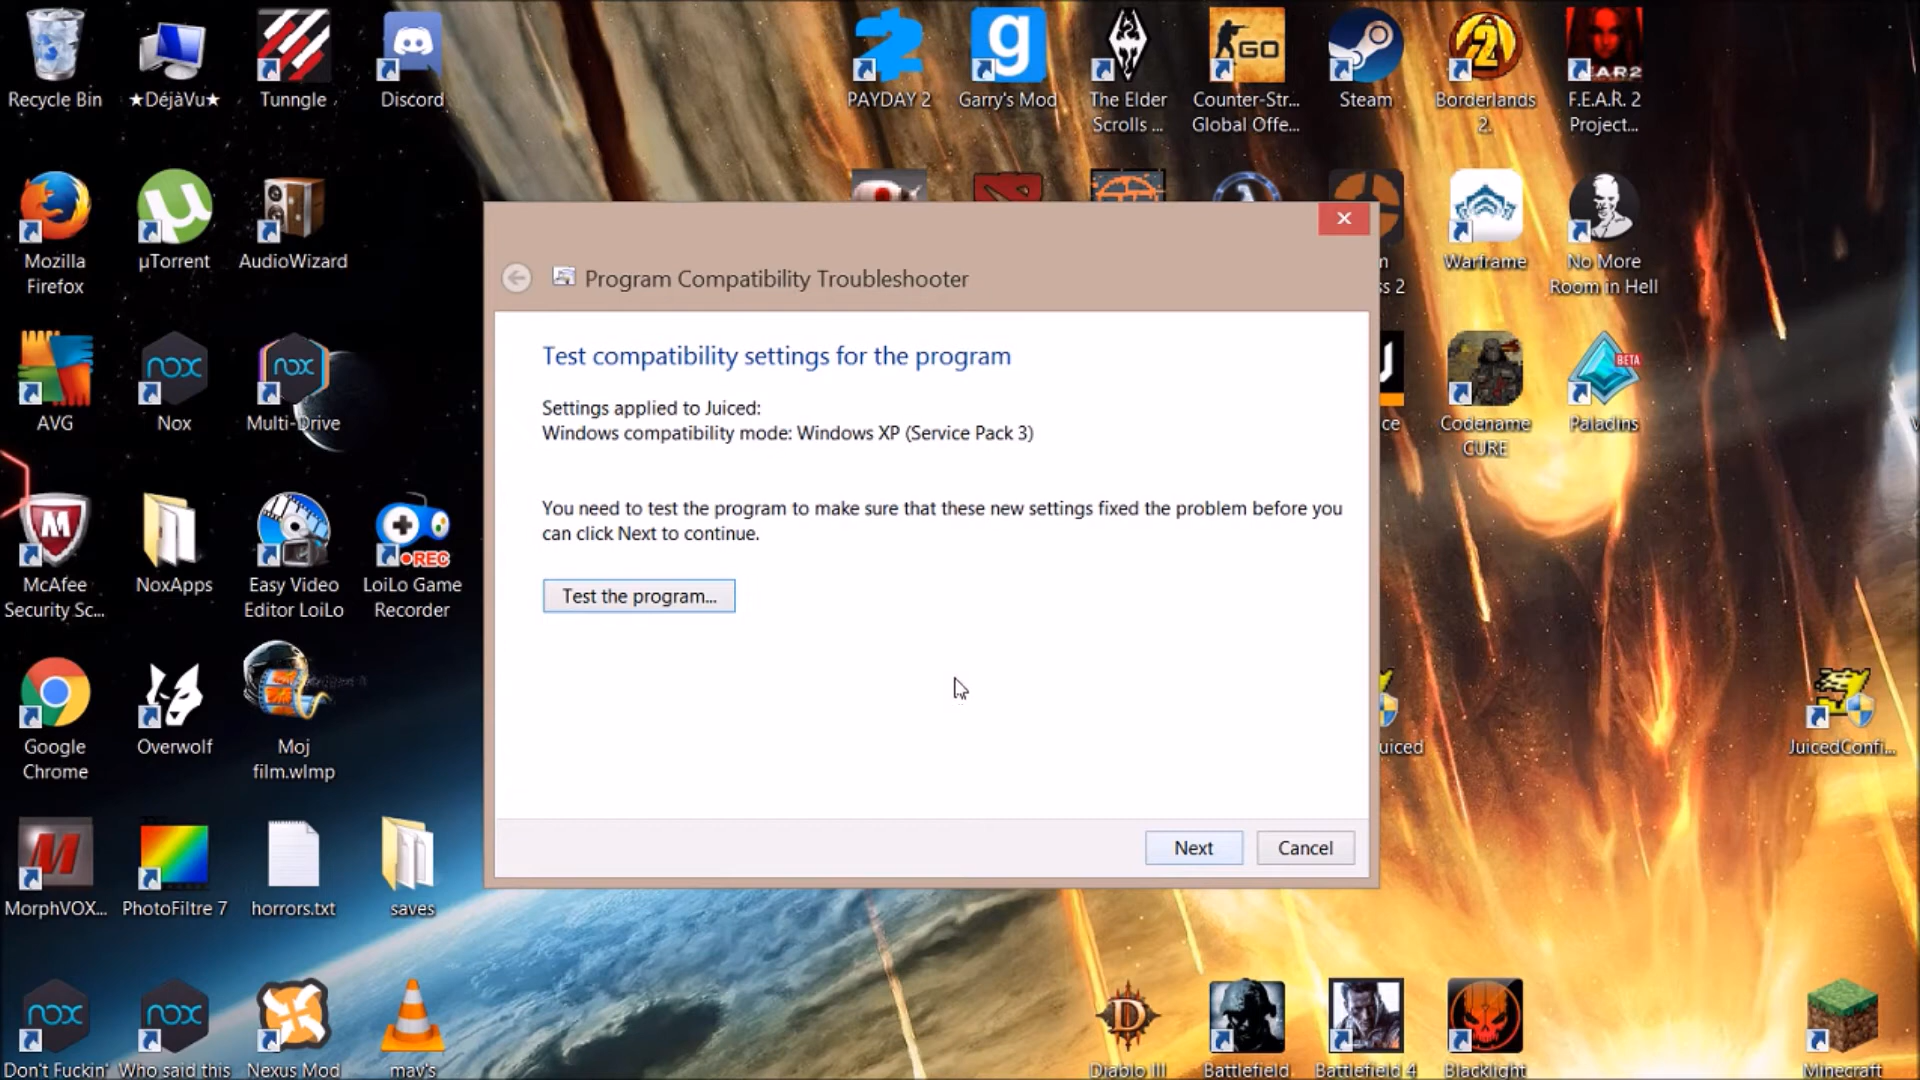 Recycle Bin
★DéjàVu★
Tunngle
Discord
PAYDAY 2
Garry's Mod
The Elder
Scrolls ...
Counter-Str...
Global Offe...
Steam
Borderlands
2
F.E.A.R. 2
Project...
Mozilla
Firefox
µTorrent
AudioWizard
Warframe
No More
Room in Hell
AVG
Nox
Multi-Drive
Codename
CURE
BETA
Paladins
McAfee
Security Sc...
NoxApps
Easy Video
Editor LoiLo
REC
LoiLo Game
Recorder
Google
Chrome
Overwolf
Moj
film.wlmp
uiced
JuicedConfi...
MorphVOX...
PhotoFiltre 7
horrors.txt
saves
Don't Fuckin'
Who said this
Nexus Mod
mav's
Diablo III
Battlefield
Battlefield 4
Blacklight
Minecraft
Program Compatibility Troubleshooter
Test compatibility settings for the program
Settings applied to Juiced:
Windows compatibility mode: Windows XP (Service Pack 3)
You need to test the program to make sure that these new settings fixed the problem before you
can click Next to continue.
Test the program...
Next
Cancel